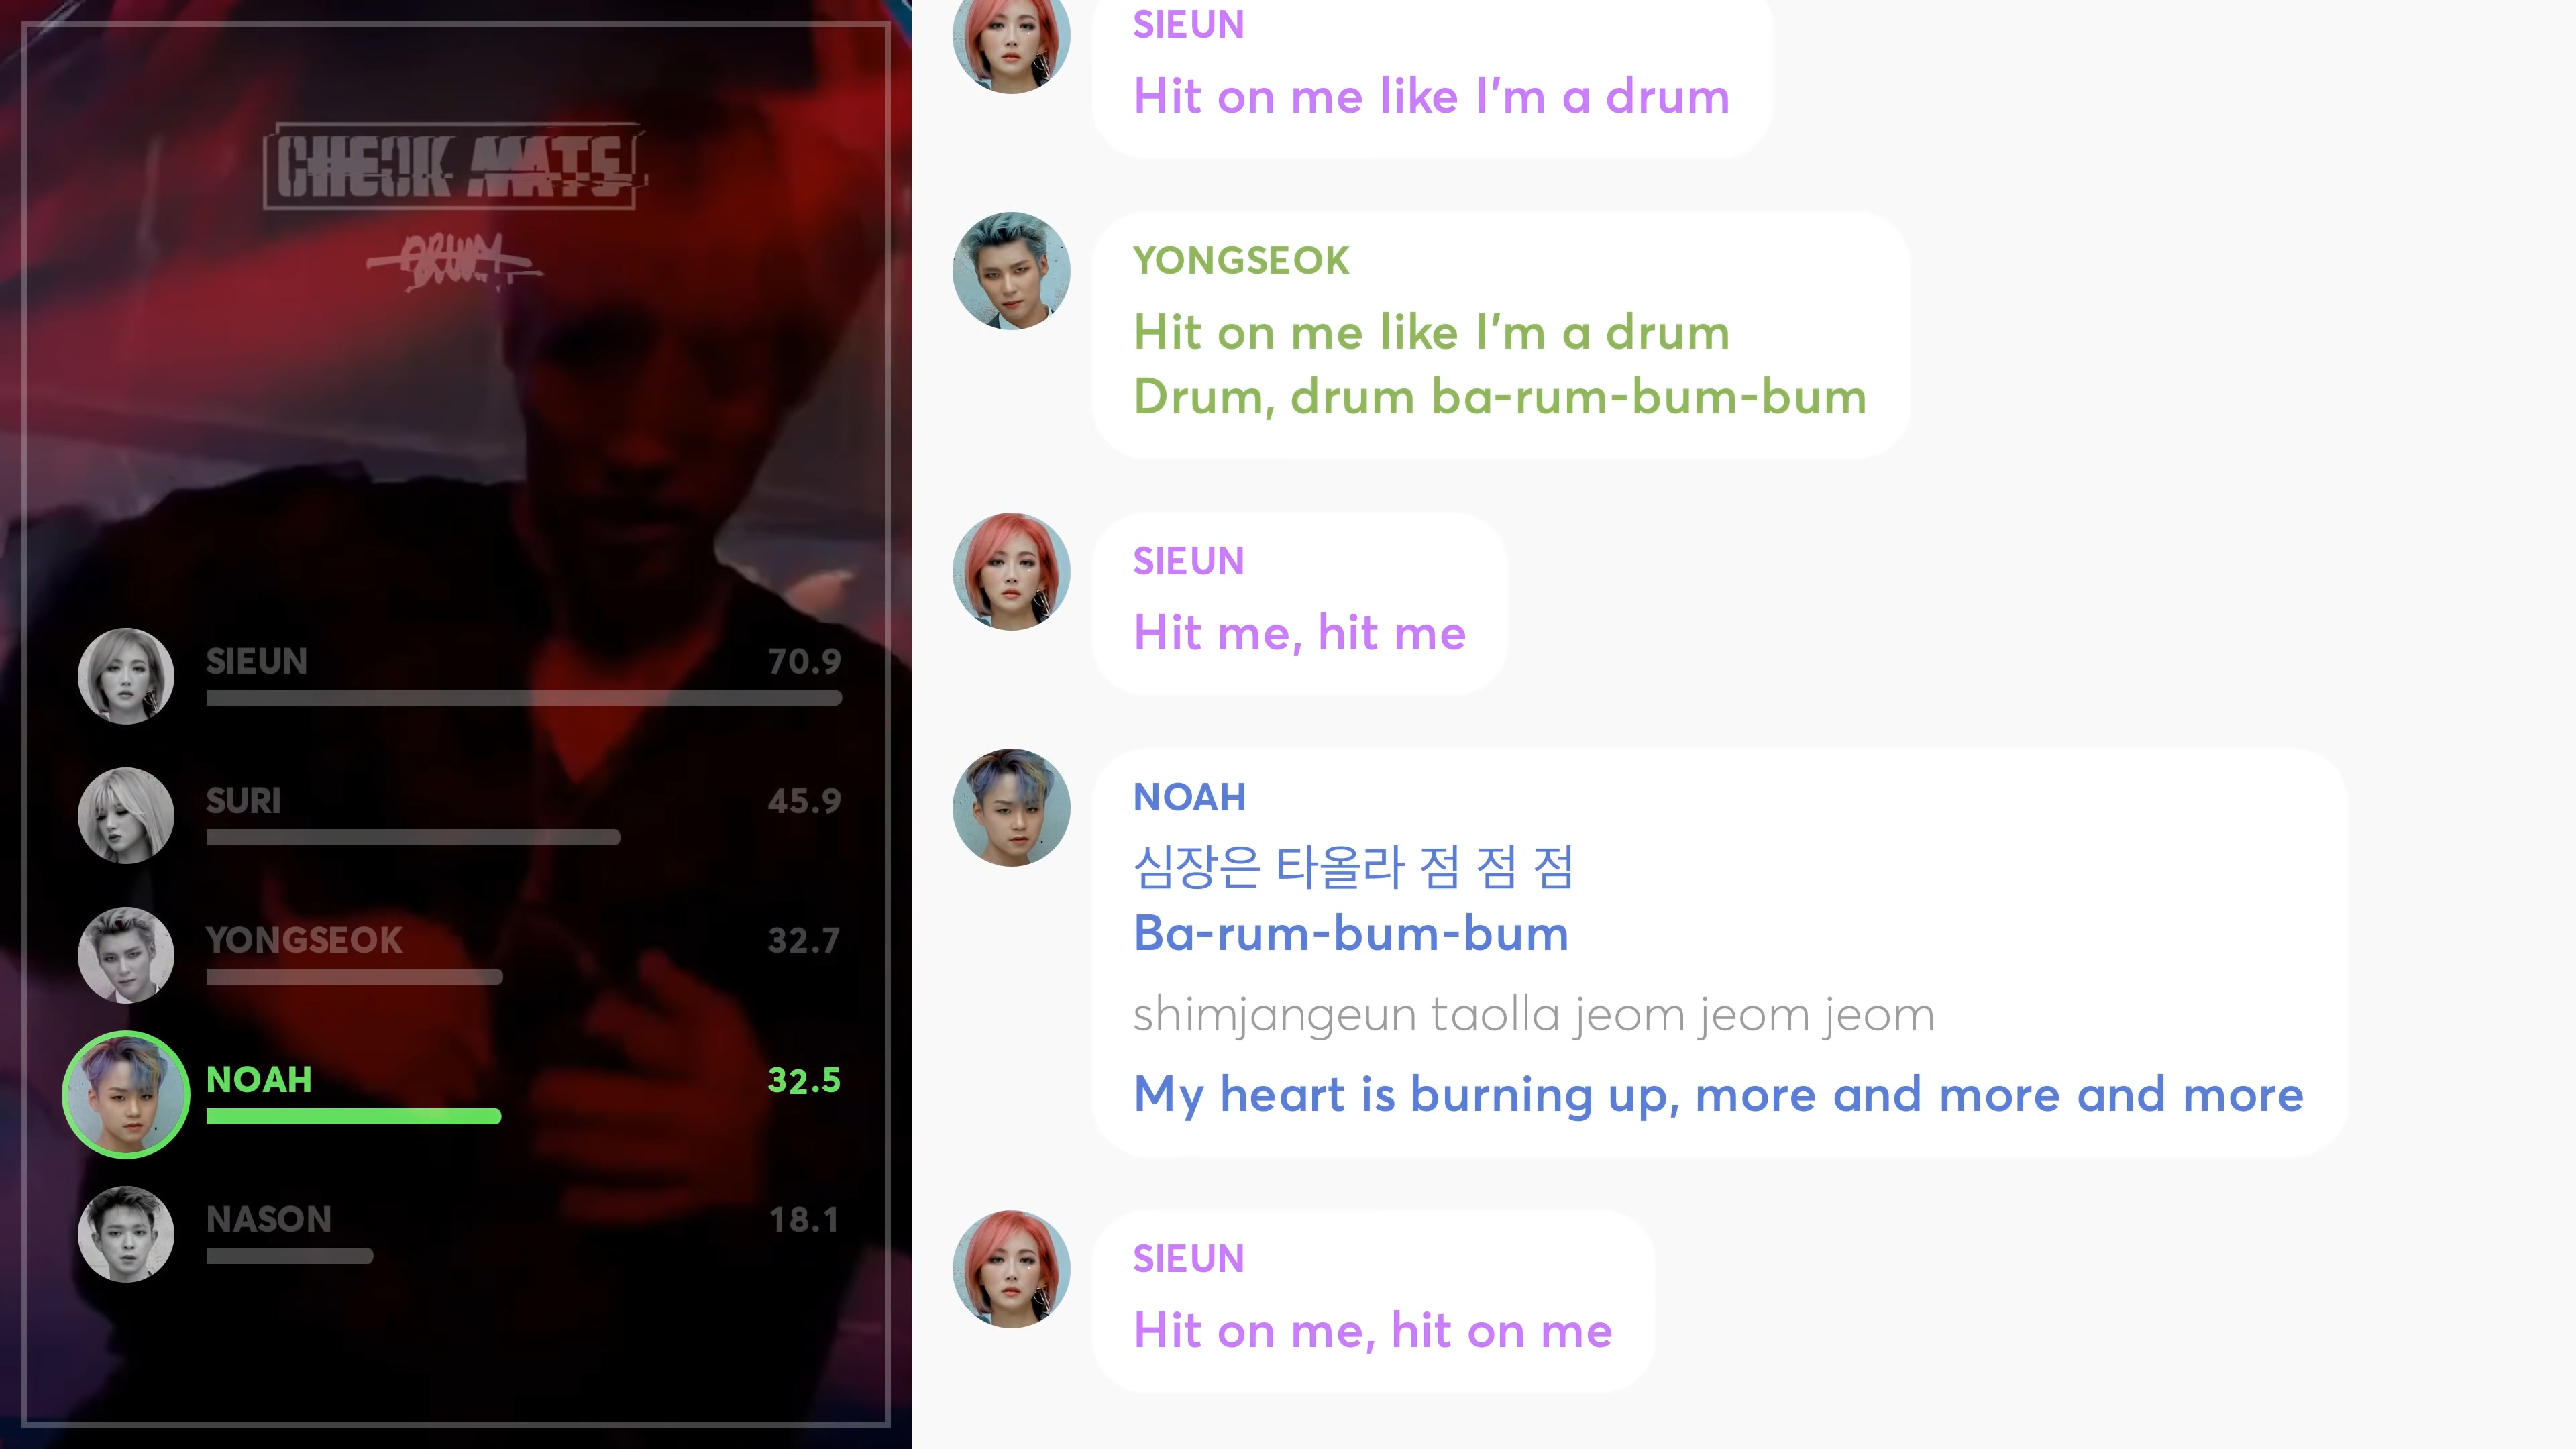 CHECK MATE
DRUM
SIEUN 70.9
SURI 45.9
YONGSEOK 32.7
NOAH 32.5
NASON 18.1
SIEUN
Hit on me like I'm a drum
YONGSEOK
Hit on me like I'm a drum
Drum, drum ba-rum-bum-bum
SIEUN
Hit me, hit me
NOAH
심장은 타올라 점 점 점
Ba-rum-bum-bum
shimjangeun taolla jeom jeom jeom
My heart is burning up, more and more and more
SIEUN
Hit on me, hit on me